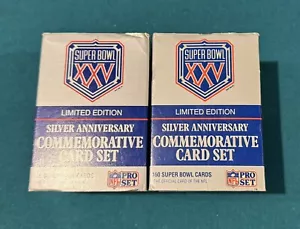 SUPER BOWL
XXV
LIMITED EDITION
SILVER ANNIVERSARY
COMMEMORATIVE
CARD SET
PRO
SET
SUPER BOWL
XXV
LIMITED EDITION
SILVER ANNIVERSARY
COMMEMORATIVE
CARD SET
160 SUPER BOWL CARDS
THE OFFICIAL CARD OF THE NFL
PRO
SET